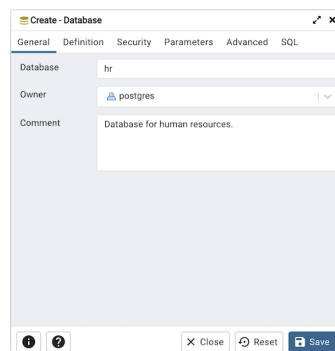 Create - Database
General Definition Security Parameters Advanced SQL
Database hr
Owner postgres
Comment Database for human resources.
Close Reset Save